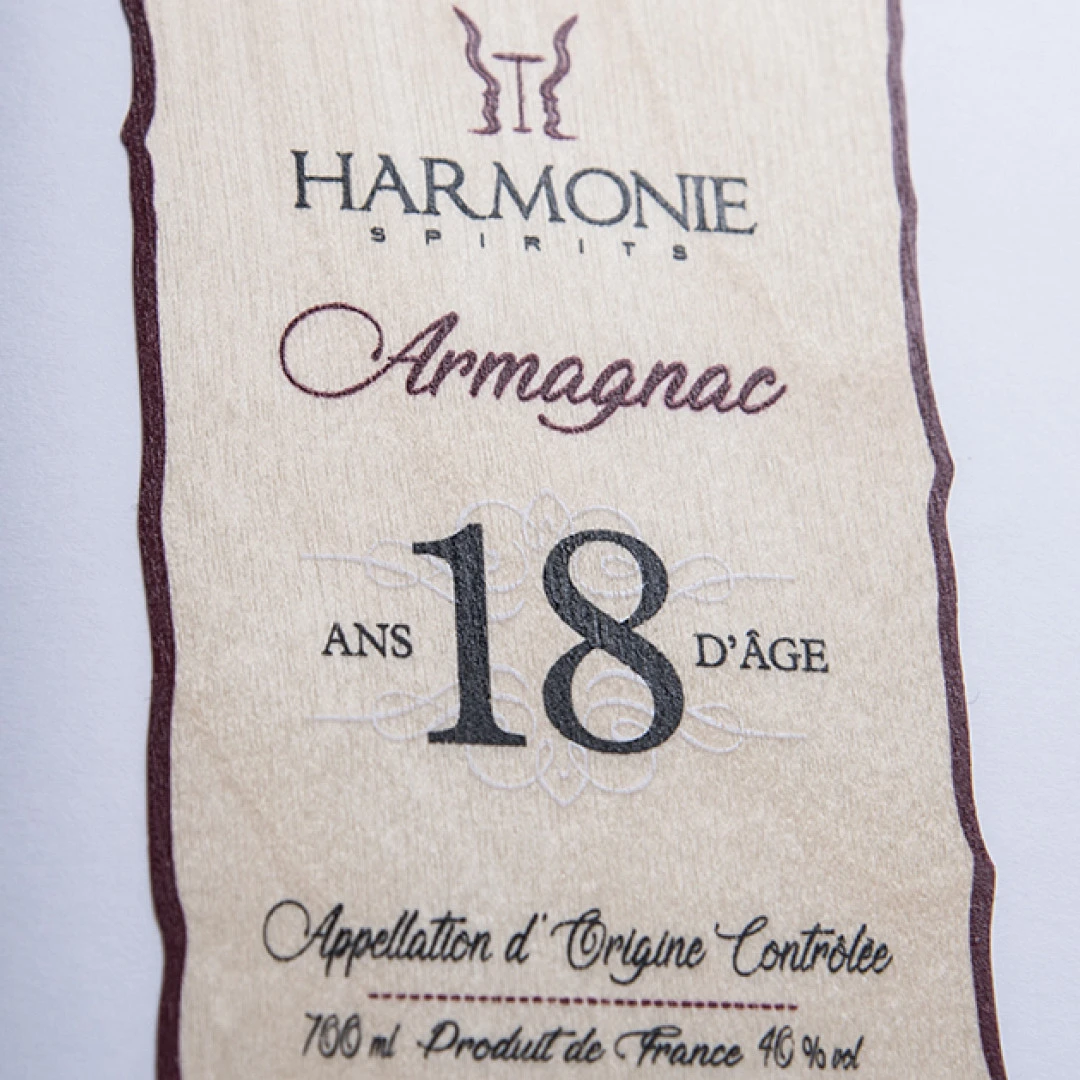 HARMONIE
SPIRITS
Armagnac
ANS 18 D'ÂGE
Appellation d'Origine Contrôlée
700 ml Produit de France 40 % vol